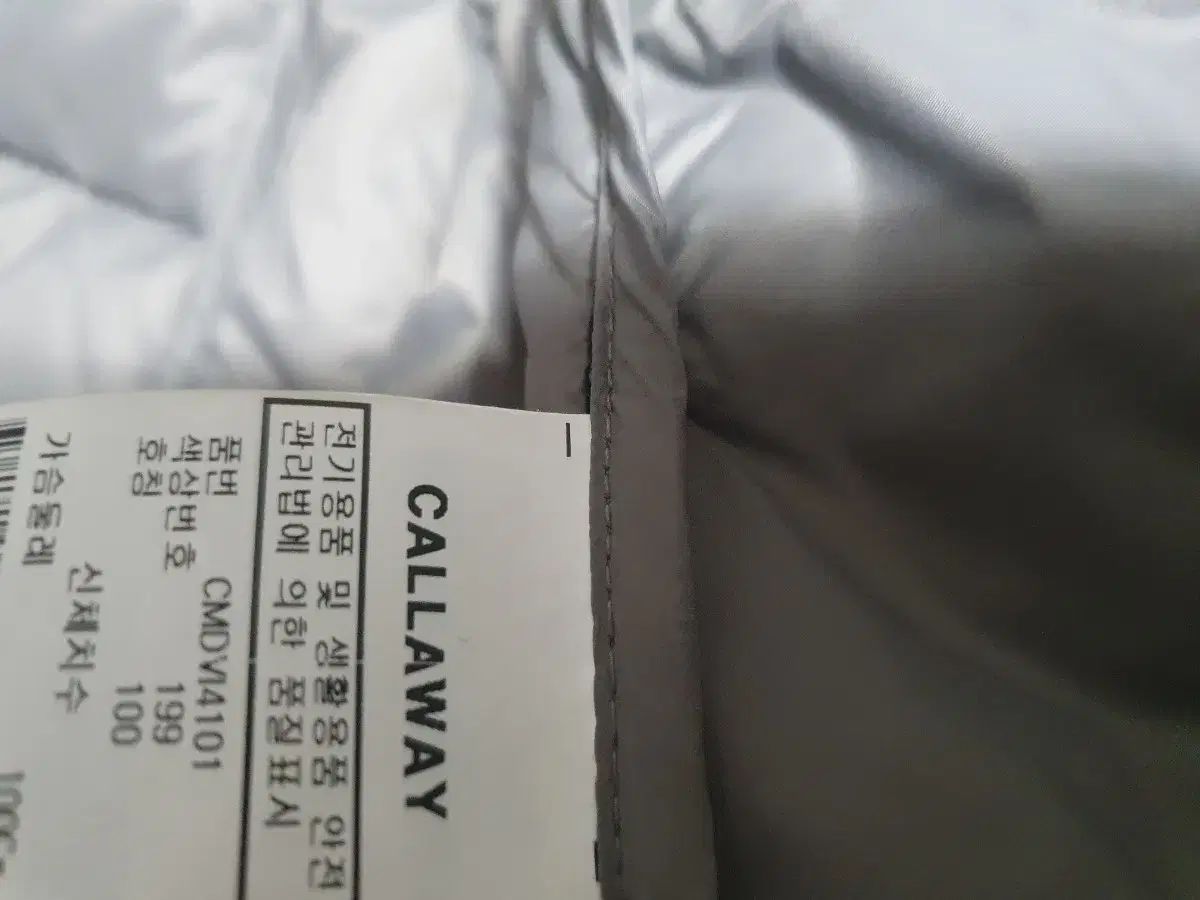 CALLAWAY
전기용품 및 생활용품 안전
관리법에 의한 품질표시
품번 CMDVI4101
색상번호 199
호칭 100
신체치수
가슴둘레